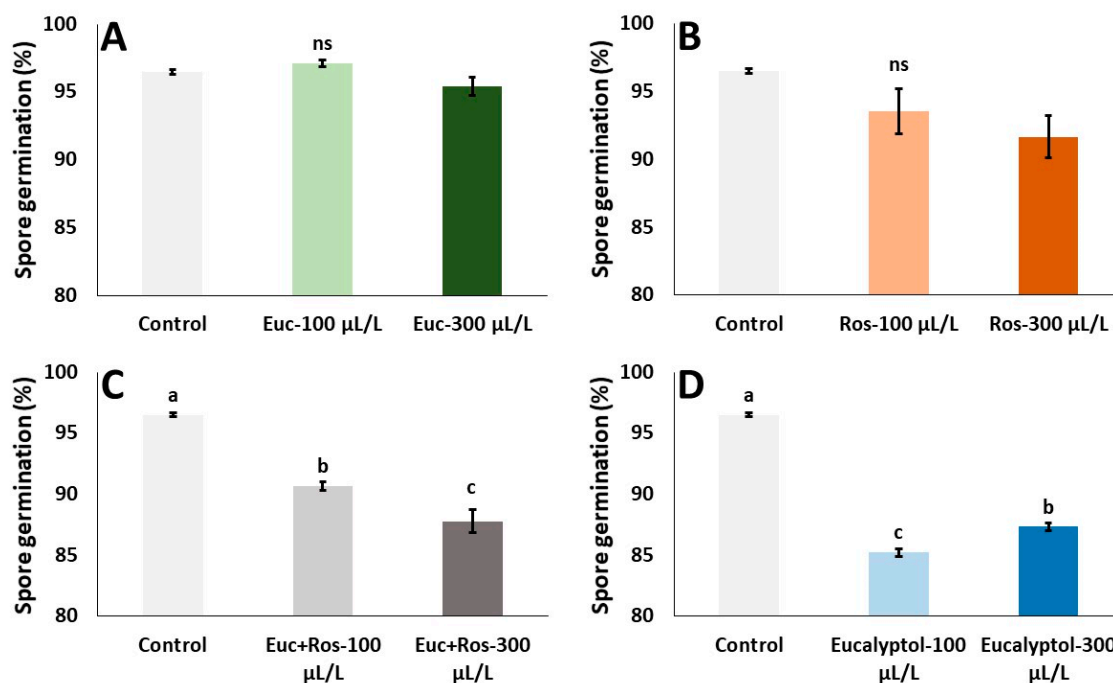 A
Spore germination (%)
100
95
90
85
80
ns
Control
Euc-100 µL/L
Euc-300 µL/L
B
Spore germination (%)
100
95
90
85
80
ns
Control
Ros-100 µL/L
Ros-300 µL/L
C
Spore germination (%)
100
95
90
85
80
a
b
c
Control
Euc+Ros-100
µL/L
Euc+Ros-300
µL/L
D
Spore germination (%)
100
95
90
85
80
a
c
b
Control
Eucalyptol-100
µL/L
Eucalyptol-300
µL/L